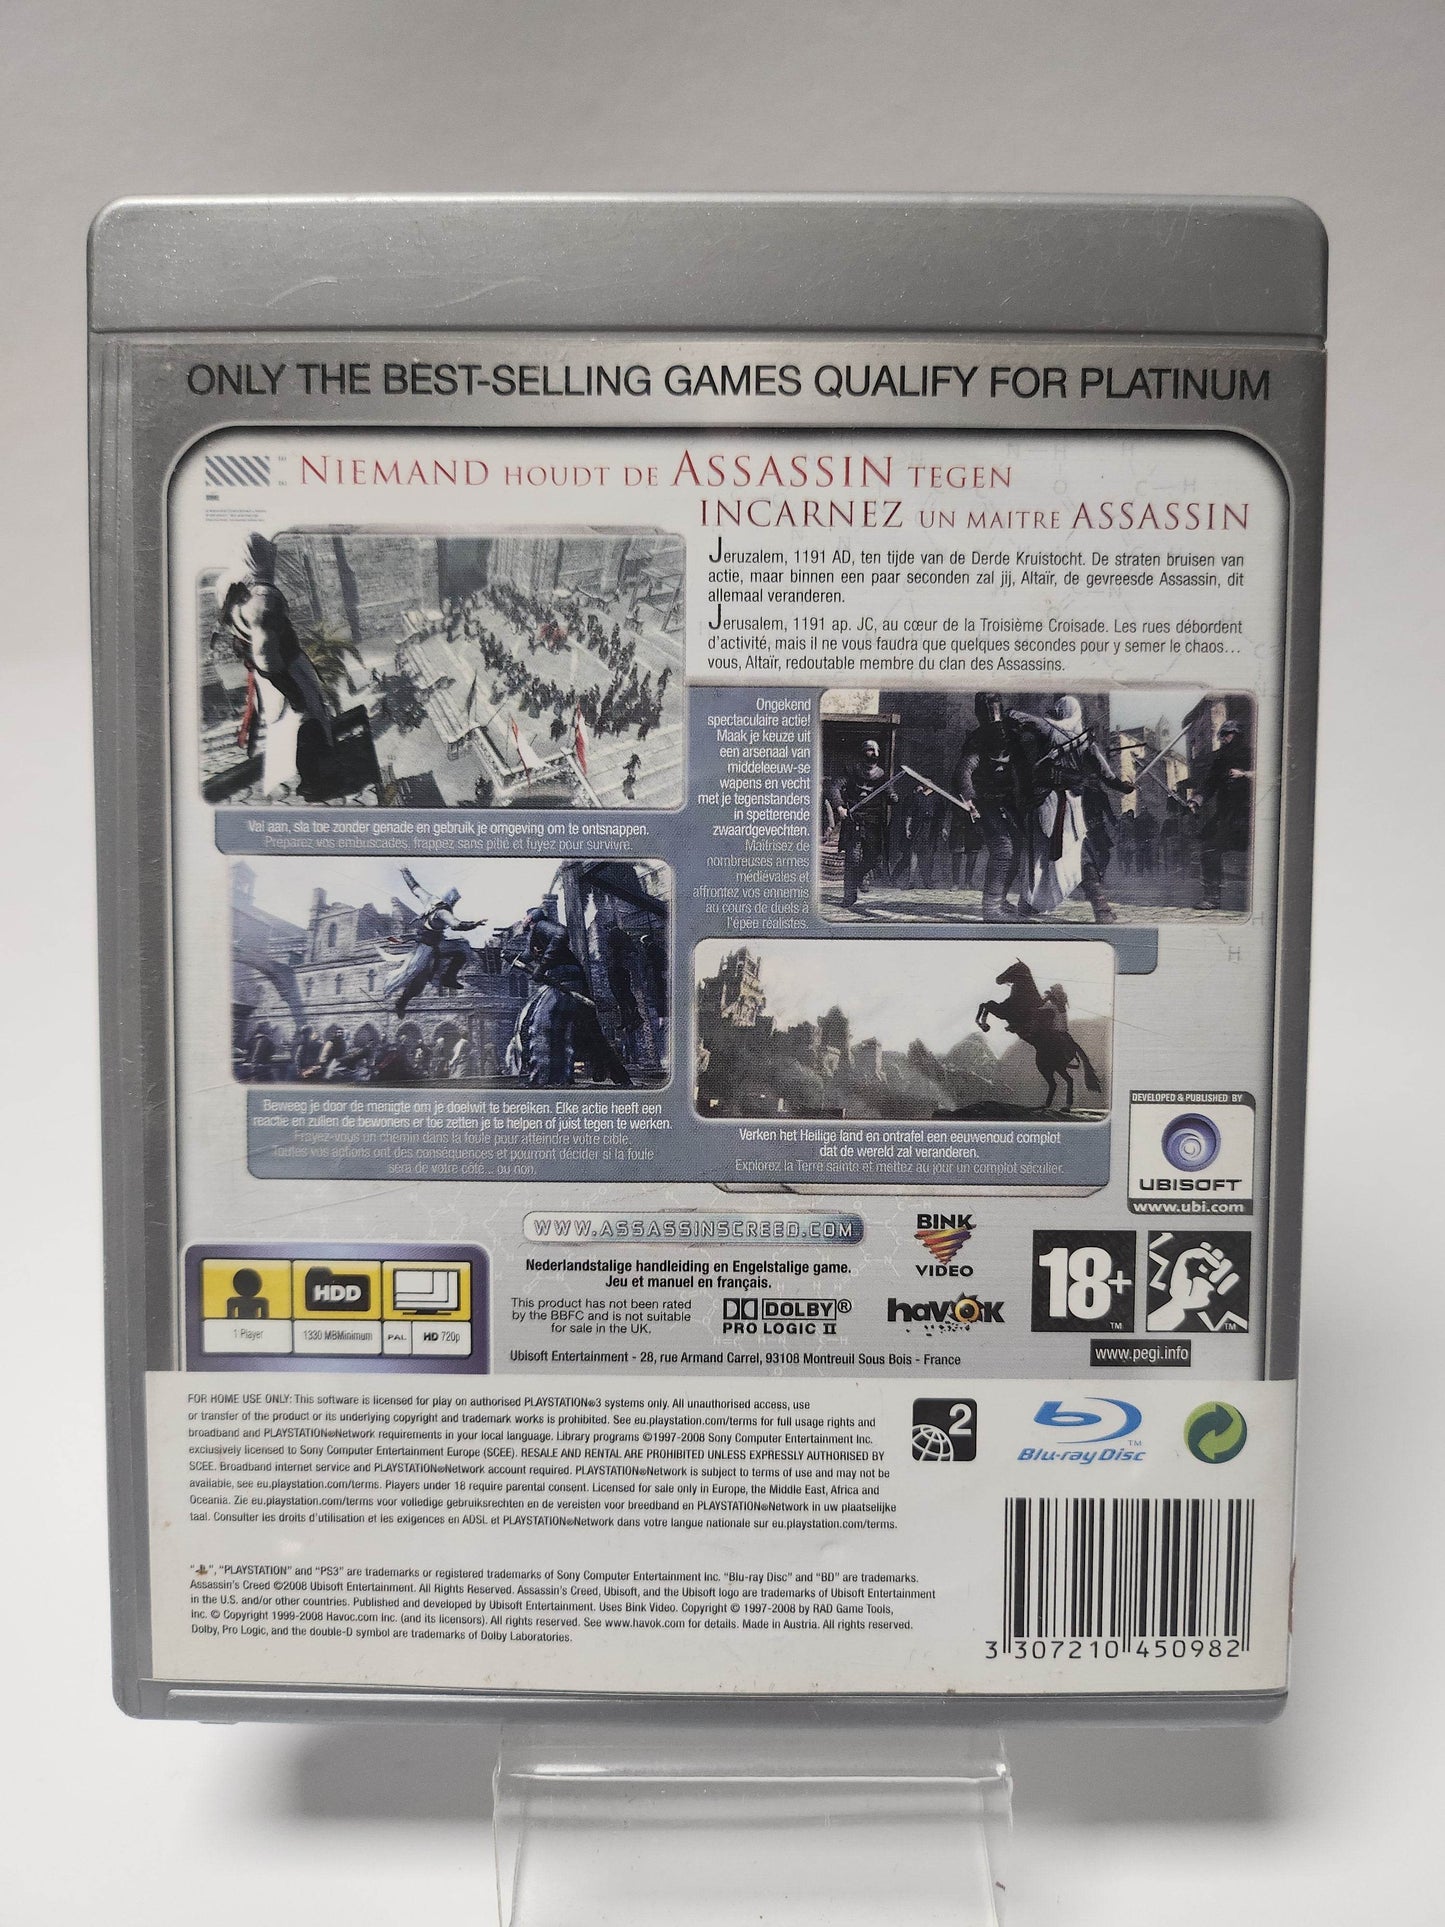 ONLY THE BEST-SELLING GAMES QUALIFY FOR PLATINUM
NIEMAND HOUDT DE ASSASSIN TEGEN
INCARNEZ UN MAITRE ASSASSIN
Jeruzalem, 1191 AD, ten tijde van de Derde Kruistocht. De straten bruisen van
actie, maar binnen een paar seconden zal jij, Altaïr, de gevreesde Assassin, dit
allemaal veranderen.
Jerusalem, 1191 ap. JC, au cœur de la Troisième Croisade. Les rues débordent
d'activité, mais il ne vous faudra que quelques secondes pour y semer le chaos...
vous, Altaïr, redoutable membre du clan des Assassins.
Ongekend
spectaculaire actie!
Maak je keuze uit
een arsenaal van
middeleeuw-se
wapens en vecht
met je tegenstanders
in spetterende
zwaardgevechten.
Maîtrisez de
nombreuses armes
médiévales et
affrontez vos ennemis
au cours de duels à
l'épée réalistes.
Val aan, sla toe zonder genade en gebruik je omgeving om te ontsnappen.
Préparez vos embuscades, frappez sans pitié et fuyez pour survivre.
Beweeg je door de menigte om je doelwit te bereiken. Elke actie heeft een
reactie en zullen de bewoners er toe zetten je te helpen of juist tegen te werken.
Frayez-vous un chemin dans la foule pour atteindre votre cible.
Toutes vos actions ont des conséquences et pourront décider si la foule
sera de votre côté... ou non.
Verken het Heilige land en ontrafel een eeuwenoud complot
dat de wereld zal veranderen.
Explorez la Terre sainte et mettez au jour un complot séculier.
DEVELOPED & PUBLISHED BY
UBISOFT
www.ubi.com
WWW.ASSASSINSCREED.COM
BINK
VIDEO
Nederlandstalige handleiding en Engelstalige game.
Jeu et manuel en français.
This product has not been rated
by the BBFC and is not suitable
for sale in the UK.
DOLBY®
PRO LOGIC II
havok
18+
TM
TM
www.pegi.info
HDD
1 Player
1330 MBMinimum
PAL
HD 720p
Ubisoft Entertainment - 28, rue Armand Carrel, 93108 Montreuil Sous Bois - France
FOR HOME USE ONLY: This software is licensed for play on authorised PLAYSTATION®3 systems only. All unauthorised access, use
or transfer of the product or its underlying copyright and trademark works is prohibited. See eu.playstation.com/terms for full usage rights and
broadband and PLAYSTATION®Network requirements in your local language. Library programs ©1997-2008 Sony Computer Entertainment Inc.
exclusively licensed to Sony Computer Entertainment Europe (SCEE). RESALE AND RENTAL ARE PROHIBITED UNLESS EXPRESSLY AUTHORISED BY
SCEE. Broadband internet service and PLAYSTATION®Network account required. PLAYSTATION®Network is subject to terms of use and may not be
available, see eu.playstation.com/terms. Players under 18 require parental consent. Licensed for sale only in Europe, the Middle East, Africa and
Oceania. Zie eu.playstation.com/terms voor volledige gebruiksrechten en de vereisten voor breedband en PLAYSTATION®Network in uw plaatselijke
taal. Consulter les droits d'utilisation et les exigences en ADSL et PLAYSTATION®Network dans votre langue nationale sur eu.playstation.com/terms.
2
Blu-ray Disc
TM
"", "PLAYSTATION" and "PS3" are trademarks or registered trademarks of Sony Computer Entertainment Inc. "Blu-ray Disc" and "BD" are trademarks.
Assassin's Creed ©2008 Ubisoft Entertainment. All Rights Reserved. Assassin's Creed, Ubisoft, and the Ubisoft logo are trademarks of Ubisoft Entertainment
in the U.S. and/or other countries. Published and developed by Ubisoft Entertainment. Uses Bink Video. Copyright © 1997-2008 by RAD Game Tools,
Inc. © Copyright 1999-2008 Havoc.com Inc. (and its licensors). All rights reserved. See www.havok.com for details. Made in Austria. All rights reserved.
Dolby, Pro Logic, and the double-D symbol are trademarks of Dolby Laboratories.
3 307210 450982